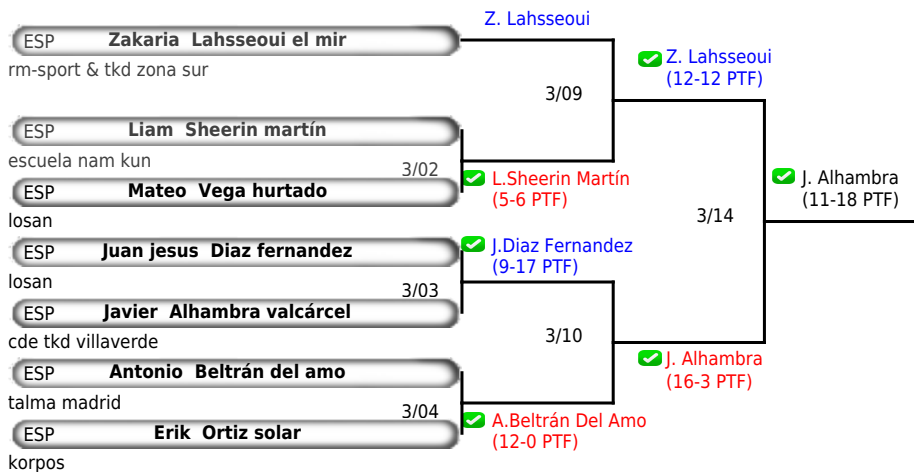 Z. Lahsseoui
ESP Zakaria Lahsseoui el mir
rm-sport & tkd zona sur
Z. Lahsseoui
(12-12 PTF)
3/09
ESP Liam Sheerin martín
escuela nam kun
3/02
ESP Mateo Vega hurtado
losan
L.Sheerin Martín
(5-6 PTF)
J. Alhambra
(11-18 PTF)
3/14
ESP Juan jesus Diaz fernandez
losan
J.Diaz Fernandez
(9-17 PTF)
3/03
ESP Javier Alhambra valcárcel
cde tkd villaverde
3/10
J. Alhambra
(16-3 PTF)
ESP Antonio Beltrán del amo
talma madrid
3/04
ESP Erik Ortiz solar
korpos
A.Beltrán Del Amo
(12-0 PTF)